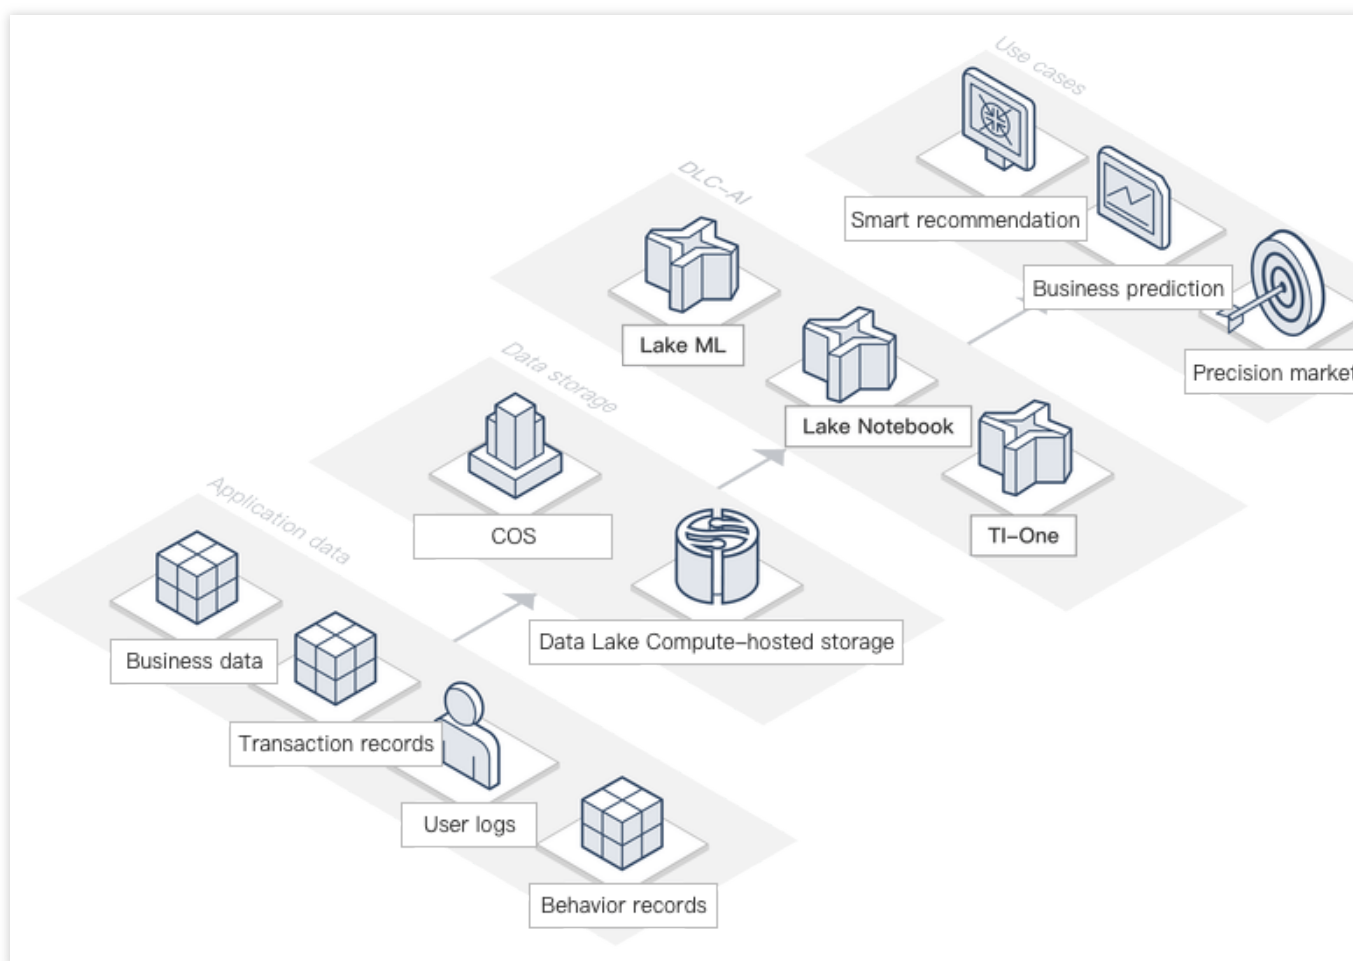 Use cases
Smart recommendation
Business prediction
Precision market
DLC-AI
Lake ML
Lake Notebook
TI-One
Data storage
COS
Data Lake Compute-hosted storage
Application data
Business data
Transaction records
User logs
Behavior records